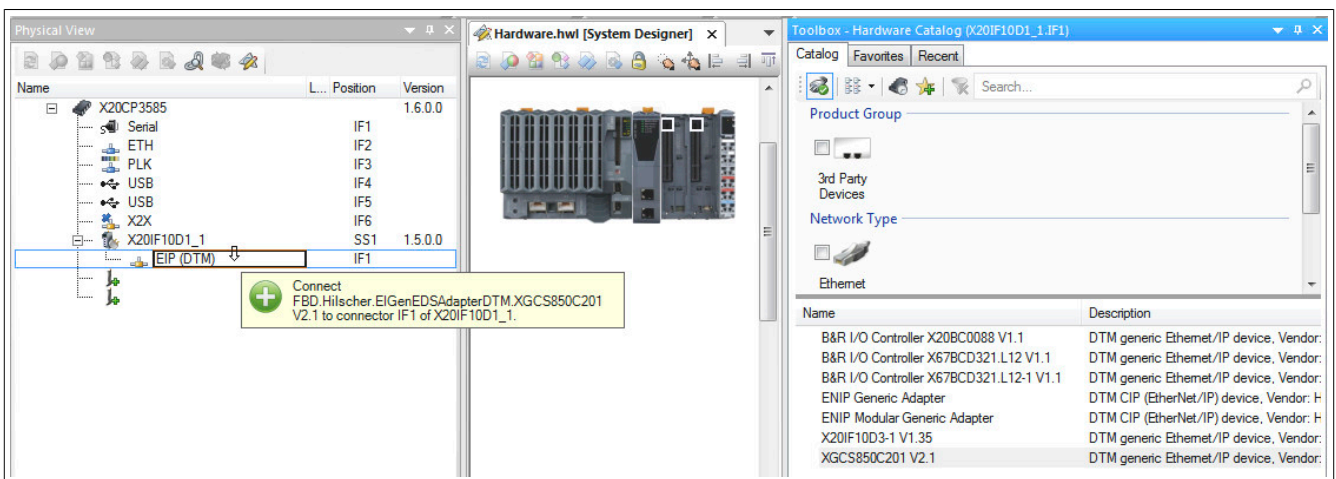 Physical View
Name L... Position Version
X20CP3585 1.6.0.0
Serial IF1
ETH IF2
PLK IF3
USB IF4
USB IF5
X2X IF6
X20IF10D1_1 SS1 1.5.0.0
EIP (DTM) IF1
Connect
FBD.Hilscher.EIGenEDSAdapterDTM.XGCS850C201
V2.1 to connector IF1 of X20IF10D1_1.
Hardware.hwl [System Designer]
Toolbox - Hardware Catalog (X20IF10D1_1.IF1)
Catalog Favorites Recent
Search...
Product Group
3rd Party
Devices
Network Type
Ethernet
Name Description
B&R I/O Controller X20BC0088 V1.1 DTM generic Ethernet/IP device, Vendor:
B&R I/O Controller X67BCD321.L12 V1.1 DTM generic Ethernet/IP device, Vendor:
B&R I/O Controller X67BCD321.L12-1 V1.1 DTM generic Ethernet/IP device, Vendor:
ENIP Generic Adapter DTM CIP (EtherNet/IP) device, Vendor: H
ENIP Modular Generic Adapter DTM CIP (EtherNet/IP) device, Vendor: H
X20IF10D3-1 V1.35 DTM generic Ethernet/IP device, Vendor:
XGCS850C201 V2.1 DTM generic Ethernet/IP device, Vendor: